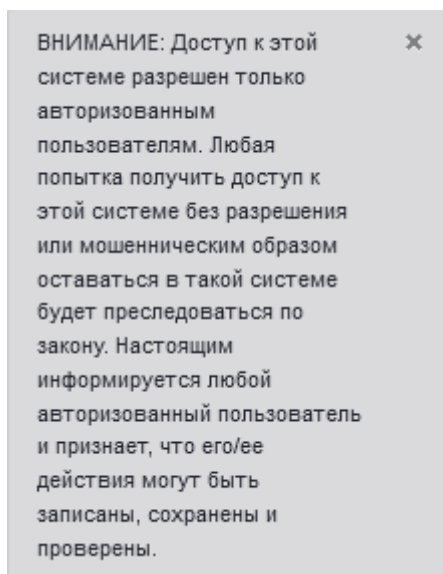 ВНИМАНИЕ: Доступ к этой
системе разрешен только
авторизованным
пользователям. Любая
попытка получить доступ к
этой системе без разрешения
или мошенническим образом
оставаться в такой системе
будет преследоваться по
закону. Настоящим
информируется любой
авторизованный пользователь
и признает, что его/ее
действия могут быть
записаны, сохранены и
проверены.